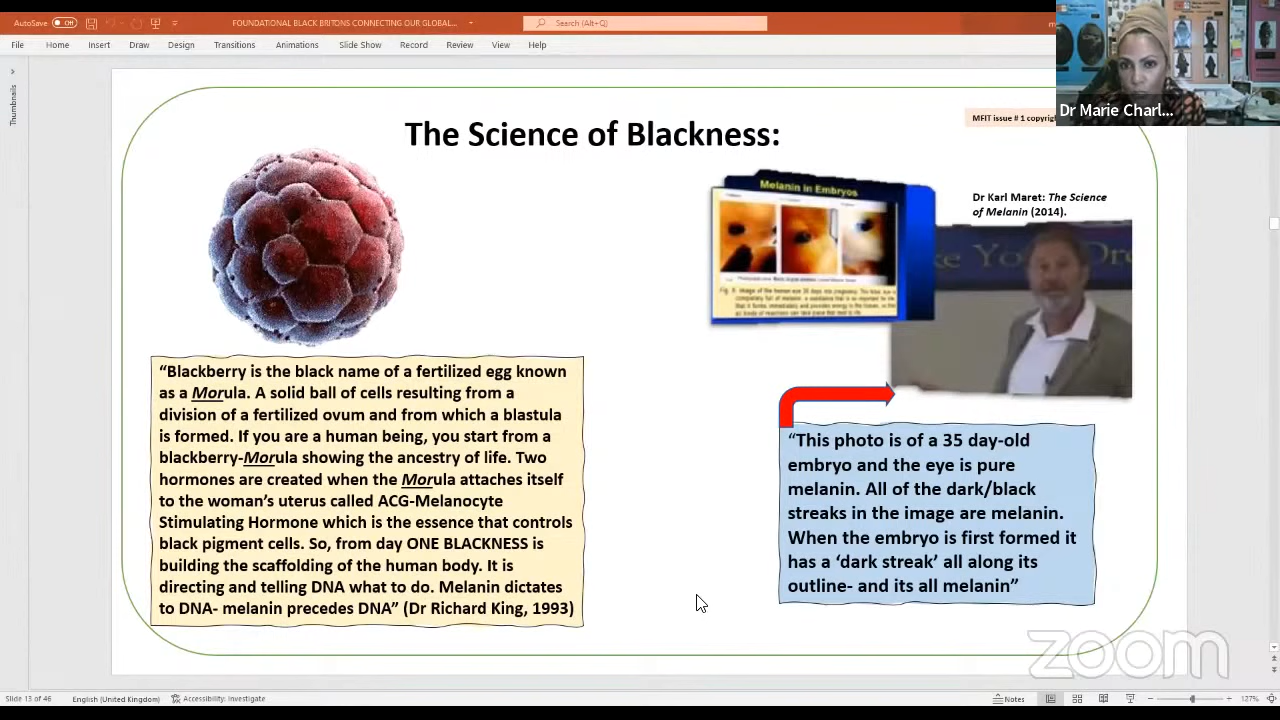 AutoSave Off
FOUNDATIONAL BLACK BRITONS CONNECTING OUR GLOBAL...
Search (Alt+Q)
File Home Insert Draw Design Transitions Animations Slide Show Record Review View Help
Thumbnails
Dr Marie Charl...
MFIT issue # 1 copyrig
The Science of Blackness:
Melanin in Embryos
Dr Karl Maret: The Science
of Melanin (2014).
ke You Dre
“Blackberry is the black name of a fertilized egg known
as a Morula. A solid ball of cells resulting from a
division of a fertilized ovum and from which a blastula
is formed. If you are a human being, you start from a
blackberry-Morula showing the ancestry of life. Two
hormones are created when the Morula attaches itself
to the woman’s uterus called ACG-Melanocyte
Stimulating Hormone which is the essence that controls
black pigment cells. So, from day ONE BLACKNESS is
building the scaffolding of the human body. It is
directing and telling DNA what to do. Melanin dictates
to DNA- melanin precedes DNA” (Dr Richard King, 1993)
“This photo is of a 35 day-old
embryo and the eye is pure
melanin. All of the dark/black
streaks in the image are melanin.
When the embryo is first formed it
has a ‘dark streak’ all along its
outline- and its all melanin”
zoom
Slide 13 of 46 English (United Kingdom) Accessibility: Investigate Notes 127%